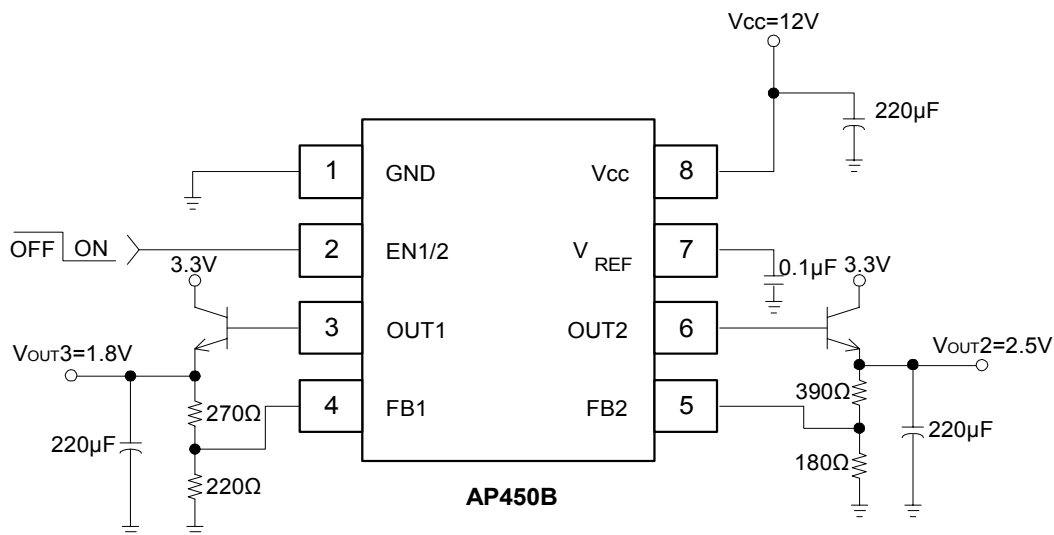 Vcc=12V
220µF
1
GND
Vcc
8
OFF
ON
2
EN1/2
VREF
7
3.3V
0.1µF
3.3V
3
OUT1
OUT2
6
VOUT3=1.8V
VOUT2=2.5V
270Ω
4
FB1
FB2
5
390Ω
220µF
220µF
220Ω
180Ω
AP450B